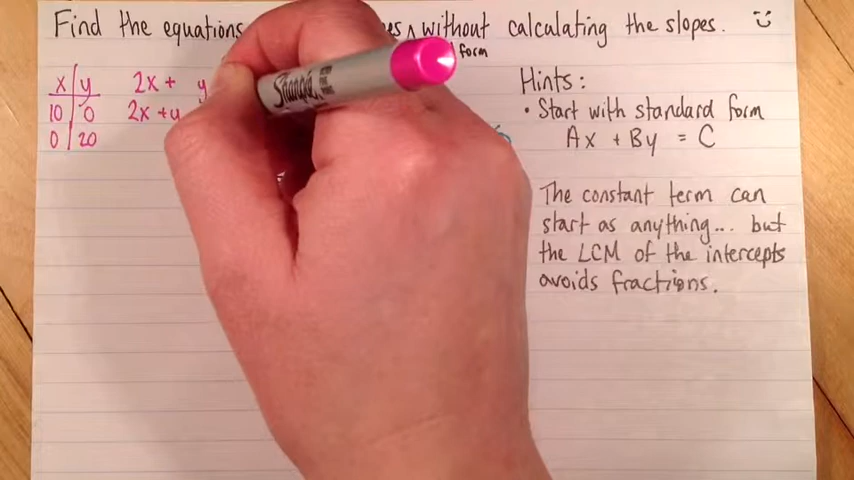 Find the equations without calculating the slopes.
form
x y 2x + y
10 0 2x + y
0 20
Sharpie
Hints:
• Start with standard form
Ax + By = C
The constant term can
start as anything... but
the LCM of the intercepts
avoids fractions.